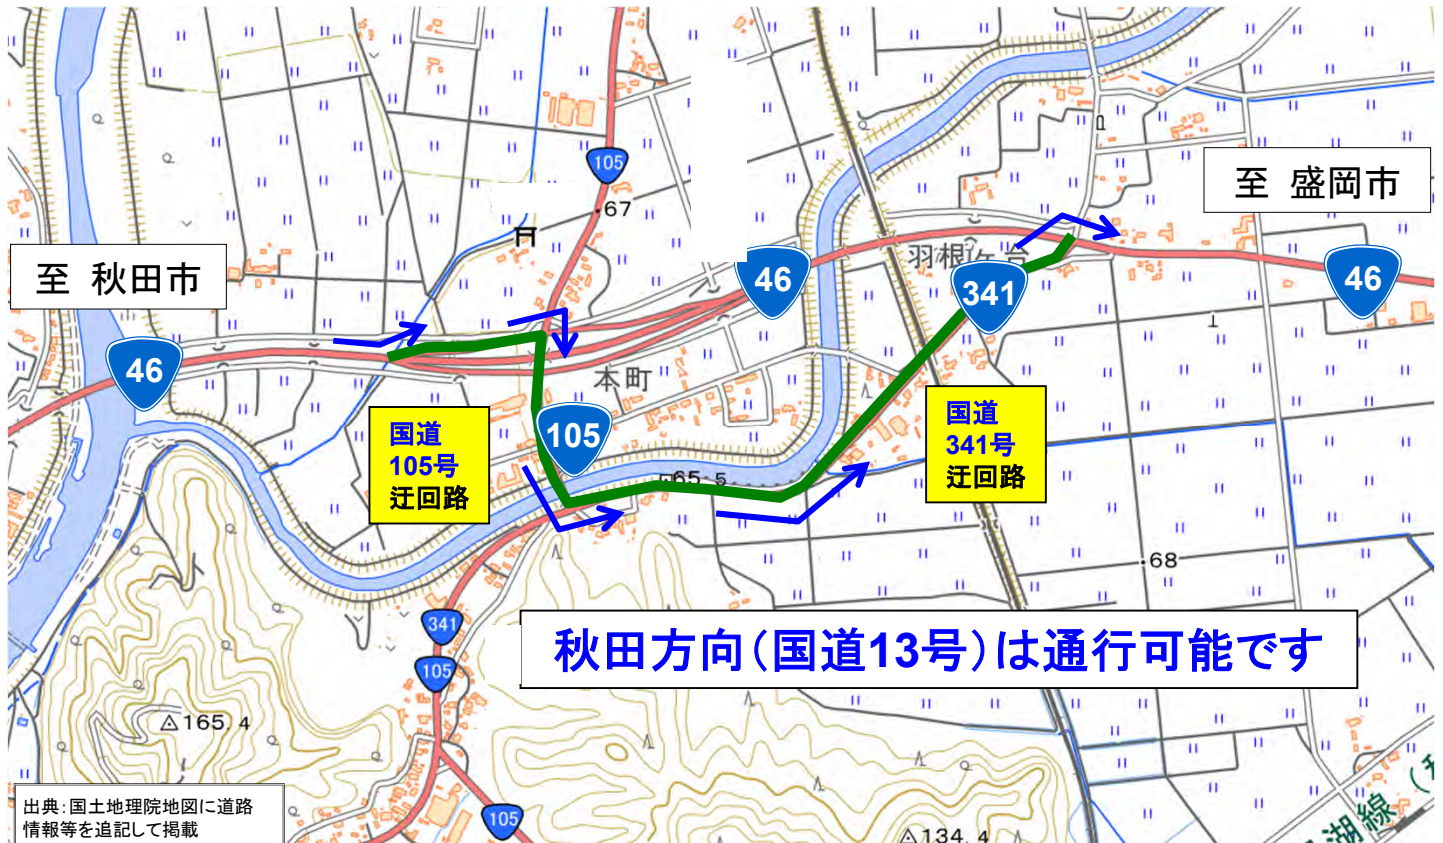 105
67
至 盛岡市
至 秋田市
羽根ケ台
46
46
341
46
本町
国道
105号
迂回路
105
国道
341号
迂回路
65.5
68
341
秋田方向(国道13号)は通行可能です
105
165.4
出典:国土地理院地図に道路
情報等を追記して掲載
105
134.4
湖線